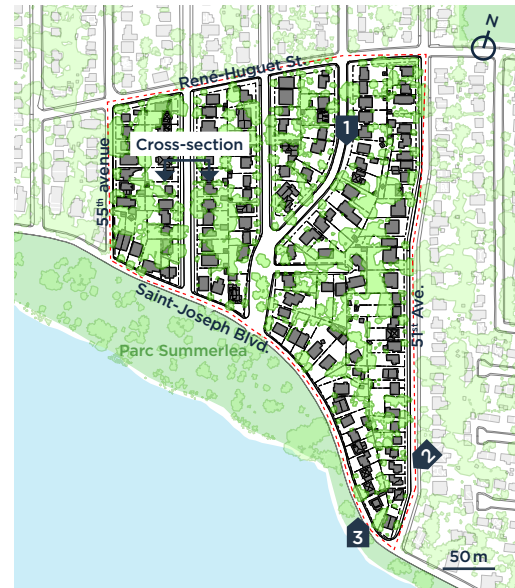 N
René-Huguet St.
1
Cross-section
55th avenue
Saint-Joseph Blvd.
51st Ave.
Parc Summerlea
2
3
50 m